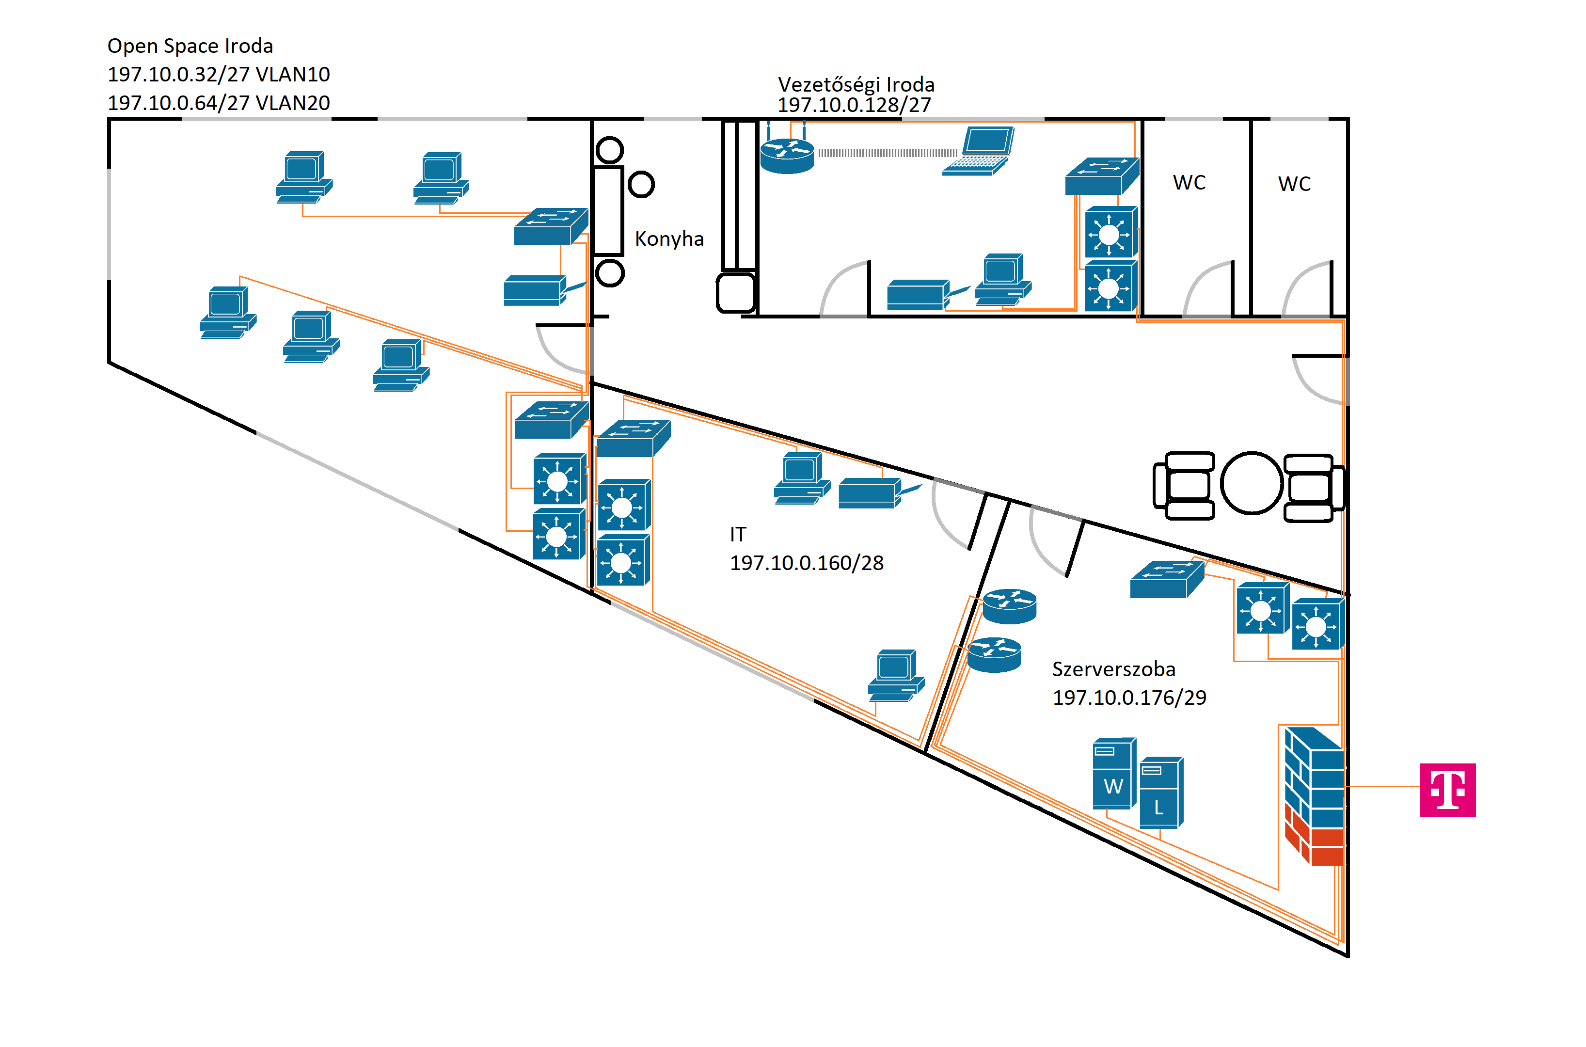 Open Space Iroda
197.10.0.32/27 VLAN10
197.10.0.64/27 VLAN20
Vezetőségi Iroda
197.10.0.128/27
WC
WC
Konyha
IT
197.10.0.160/28
Szerverszoba
197.10.0.176/29
W
L
T